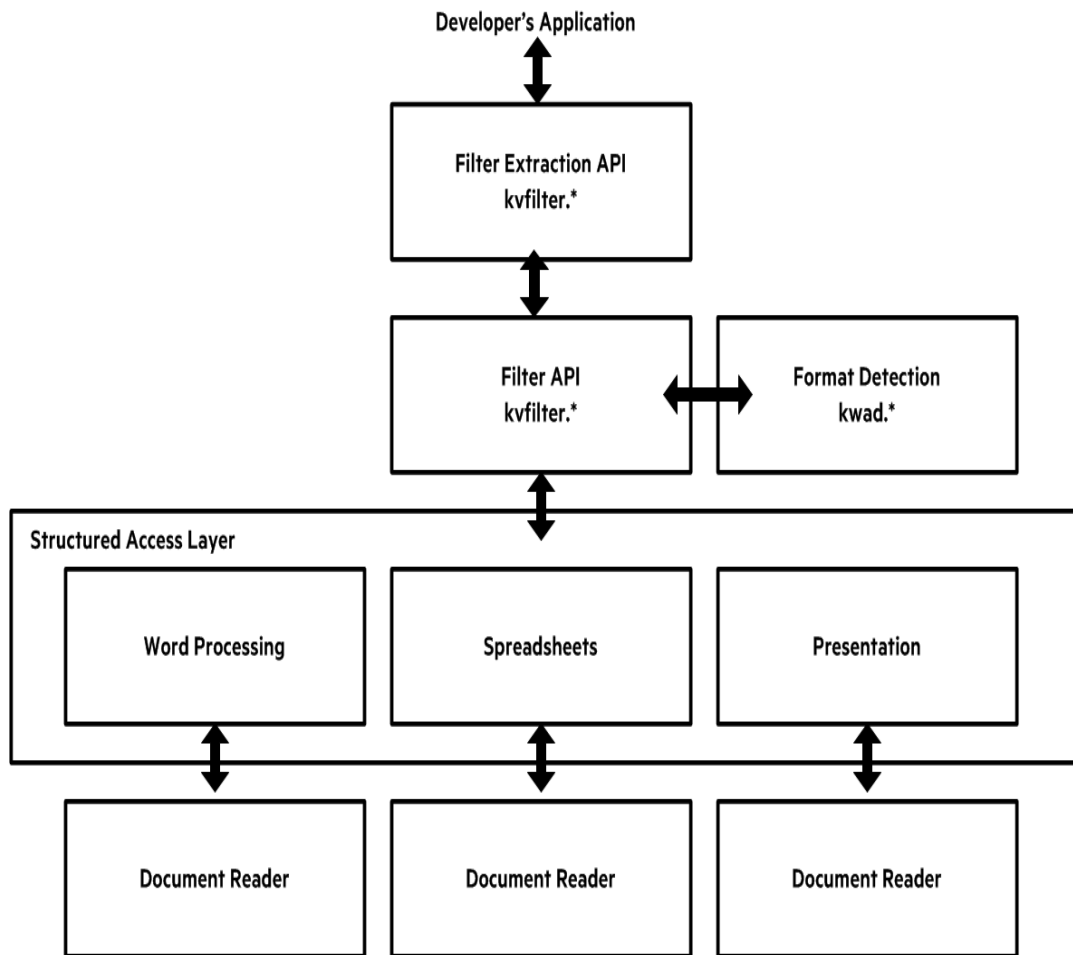 Developer’s Application
Filter Extraction API
kvfilter.*
Filter API
kvfilter.*
Format Detection
kwad.*
Structured Access Layer
Word Processing
Spreadsheets
Presentation
Document Reader
Document Reader
Document Reader